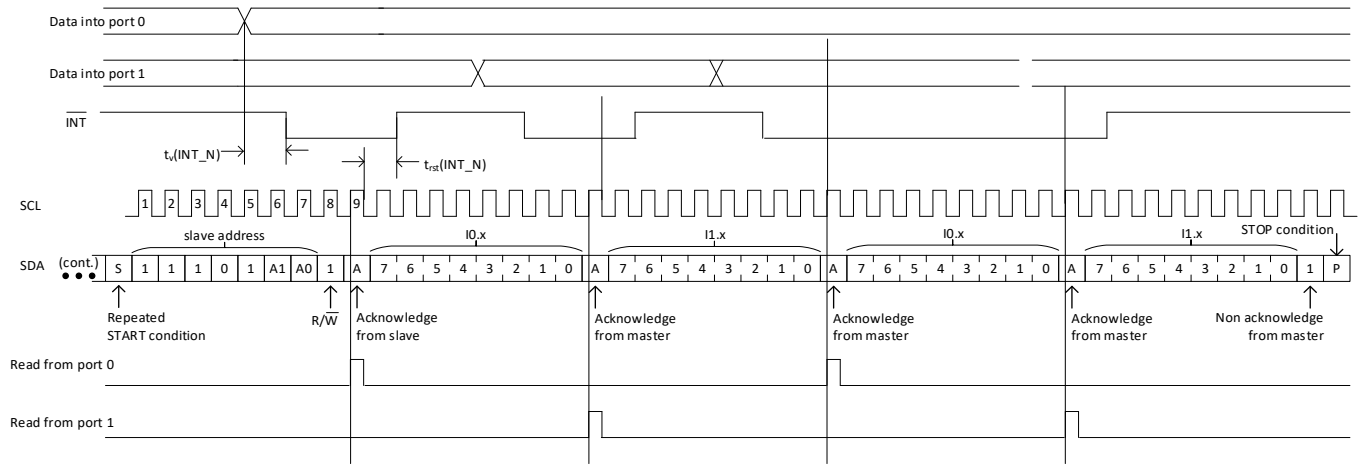 Data into port 0
Data into port 1
INT
tv(INT_N)
trst(INT_N)
SCL
1 2 3 4 5 6 7 8 9
slave address
I0.x
I1.x
I0.x
I1.x
STOP condition
SDA (cont.)
S 1 1 1 0 1 A1 A0 1 A 7 6 5 4 3 2 1 0 A 7 6 5 4 3 2 1 0 A 7 6 5 4 3 2 1 0 A 7 6 5 4 3 2 1 0 1 P
Repeated
START condition
R/W
Acknowledge
from slave
Acknowledge
from master
Acknowledge
from master
Acknowledge
from master
Non acknowledge
from master
Read from port 0
Read from port 1